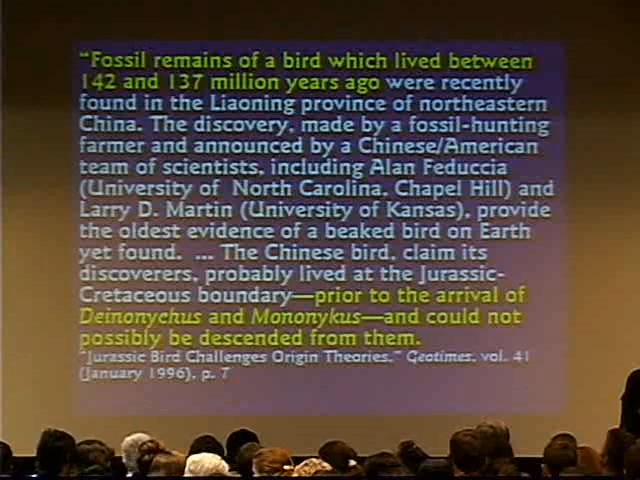 “Fossil remains of a bird which lived between
142 and 137 million years ago were recently
found in the Liaoning province of northeastern
China. The discovery, made by a fossil-hunting
farmer and announced by a Chinese/American
team of scientists, including Alan Feduccia
(University of North Carolina, Chapel Hill) and
Larry D. Martin (University of Kansas), provide
the oldest evidence of a beaked bird on Earth
yet found. ... The Chinese bird, claim its
discoverers, probably lived at the Jurassic-
Cretaceous boundary—prior to the arrival of
Deinonychus and Mononykus—and could not
possibly be descended from them.
“Jurassic Bird Challenges Origin Theories,” Geotimes, vol. 41
(January 1996), p. 7